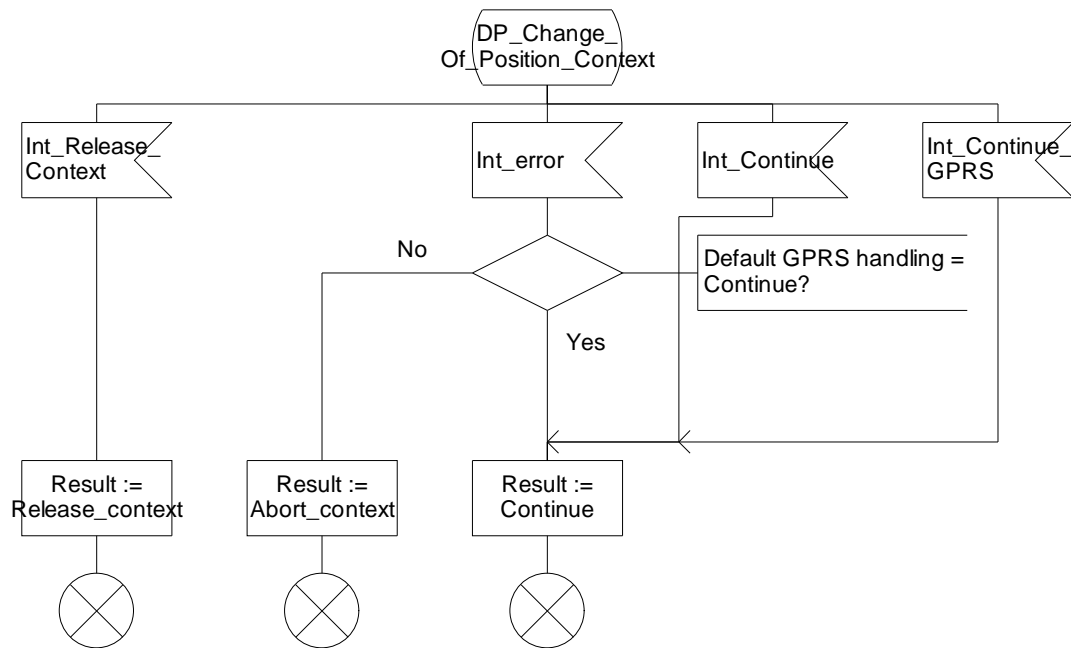 DP_Change_
Of_Position_Context
Int_Release_
Context
Int_error
Int_Continue
Int_Continue_
GPRS
No
Default GPRS handling =
Continue?
Yes
Result :=
Release_context
Result :=
Abort_context
Result :=
Continue